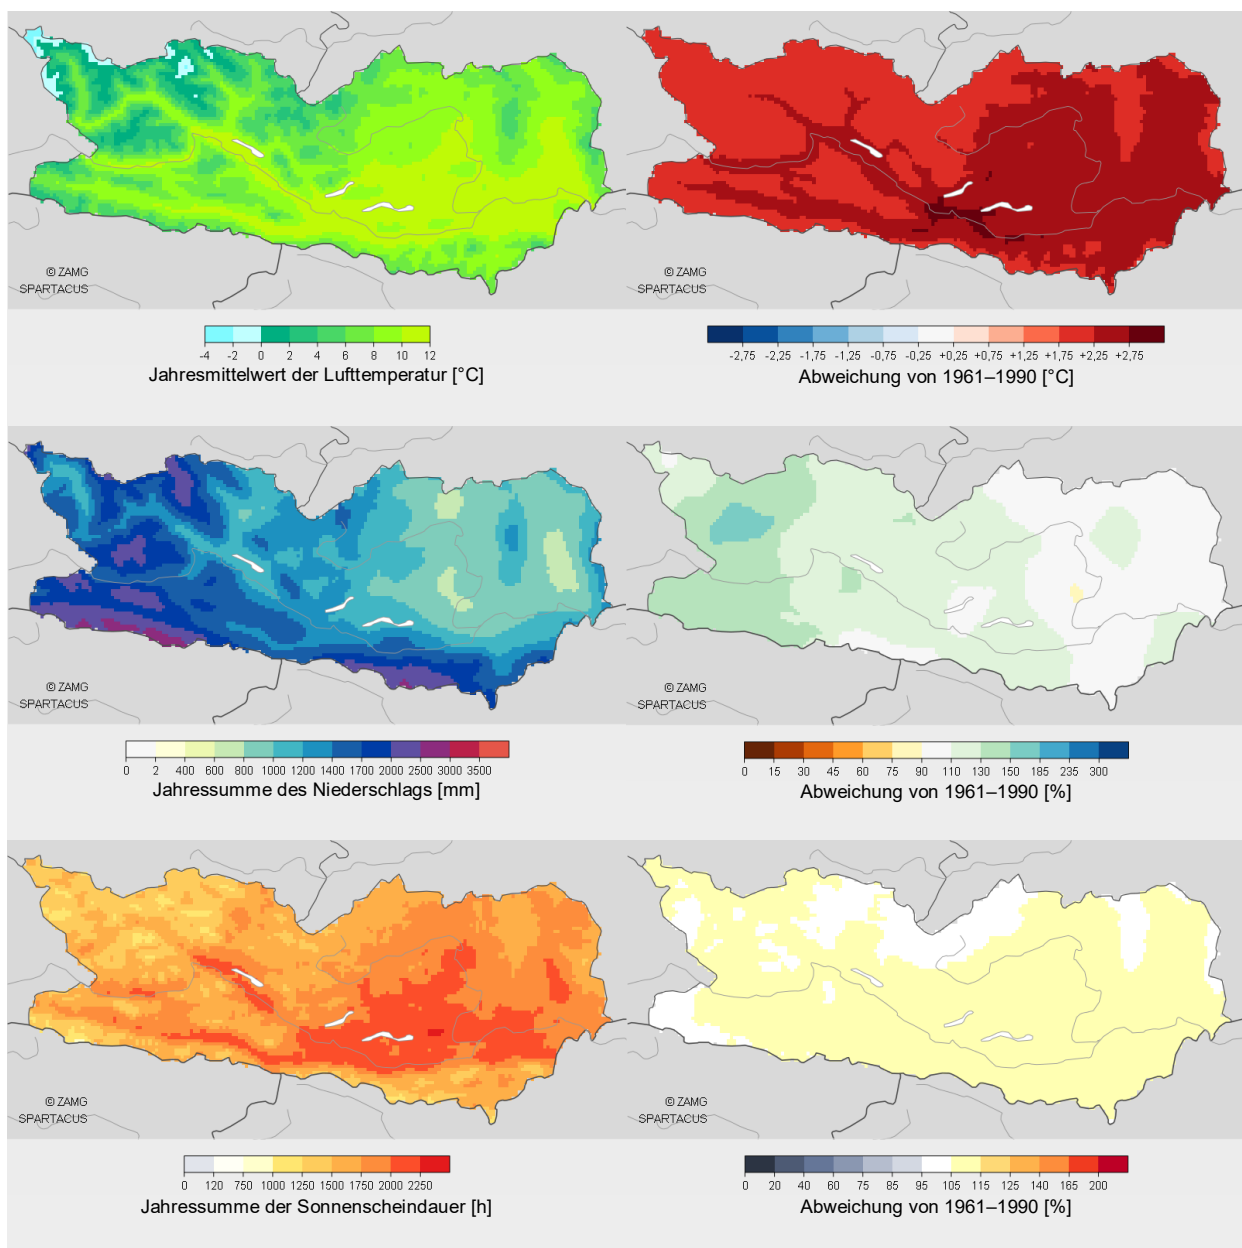 © ZAMG
SPARTACUS
© ZAMG
SPARTACUS
-4 -2 0 2 4 6 8 10 12
Jahresmittelwert der Lufttemperatur [°C]
-2,75 -2,25 -1,75 -1,25 -0,75 -0,25 +0,25 +0,75 +1,25 +1,75 +2,25 +2,75
Abweichung von 1961–1990 [°C]
© ZAMG
SPARTACUS
© ZAMG
SPARTACUS
0 2 400 600 800 1000 1200 1400 1700 2000 2500 3000 3500
Jahressumme des Niederschlags [mm]
0 15 30 45 60 75 90 110 130 150 185 235 300
Abweichung von 1961–1990 [%]
© ZAMG
SPARTACUS
© ZAMG
SPARTACUS
0 120 750 1000 1250 1500 1750 2000 2250
Jahressumme der Sonnenscheindauer [h]
0 20 40 60 75 85 95 105 115 125 140 165 200
Abweichung von 1961–1990 [%]